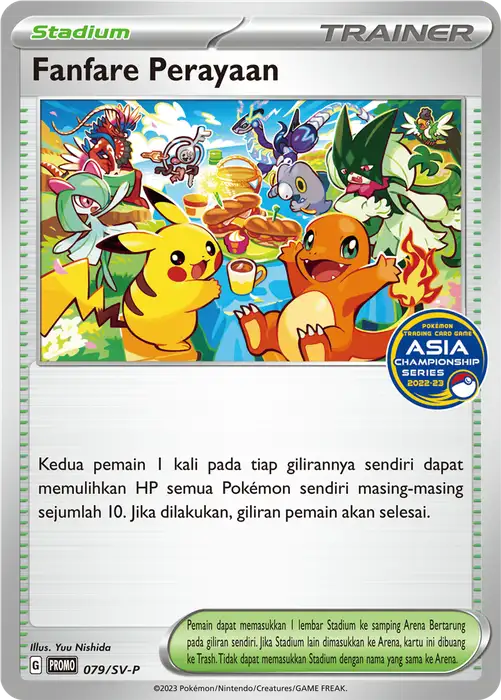 Stadium
TRAINER
Fanfare Perayaan
POKÉMON
TRADING CARD GAME
ASIA
CHAMPIONSHIP
SERIES
2022-23
Kedua pemain 1 kali pada tiap gilirannya sendiri dapat
memulihkan HP semua Pokémon sendiri masing-masing
sejumlah 10. Jika dilakukan, giliran pemain akan selesai.
Illus. Yuu Nishida
G PROMO 079/SV-P
Pemain dapat memasukkan 1 lembar Stadium ke samping Arena Bertarung
pada giliran sendiri. Jika Stadium lain dimasukkan ke Arena, kartu ini dibuang
ke Trash. Tidak dapat memasukkan Stadium dengan nama yang sama ke Arena.
©2023 Pokémon/Nintendo/Creatures/GAME FREAK.